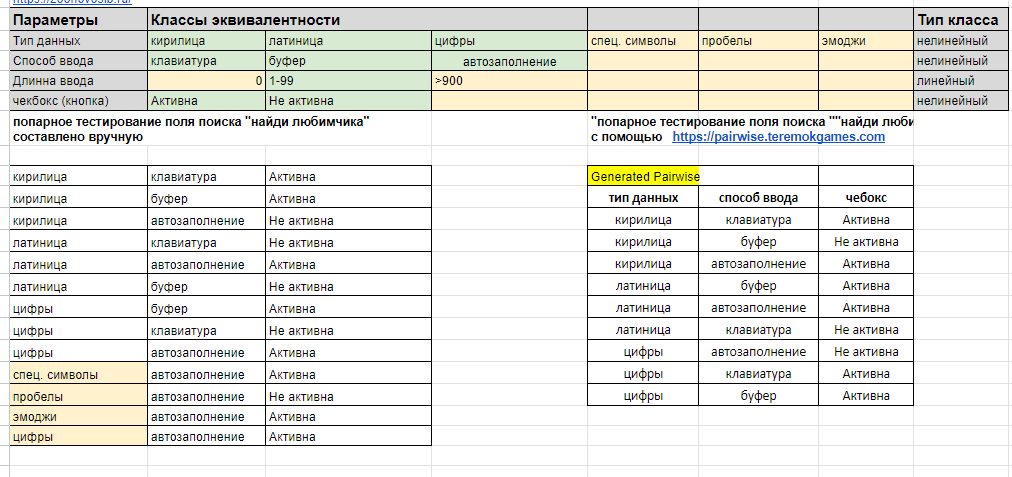 https://zoonovosib.ru/
Параметры Классы эквивалентности Тип класса
Тип данных кирилица латиница цифры спец. символы пробелы эмоджи нелинейный
Способ ввода клавиатура буфер автозаполнение нелинейный
Длинна ввода 0 1-99 >900 линейный
чекбокс (кнопка) Активна Не активна нелинейный
попарное тестирование поля поиска "найди любимчика" "попарное тестирование поля поиска ""найди люби
составлено вручную с помощью https://pairwise.teremokgames.com
кирилица клавиатура Активна Generated Pairwise
кирилица буфер Активна тип данных способ ввода чебокс
кирилица автозаполнение Не активна кирилица клавиатура Активна
латиница клавиатура Не активна кирилица буфер Не активна
латиница автозаполнение Активна кирилица автозаполнение Активна
латиница буфер Не активна латиница буфер Активна
цифры буфер Активна латиница автозаполнение Активна
цифры клавиатура Не активна латиница клавиатура Не активна
цифры автозаполнение Активна цифры автозаполнение Не активна
спец. символы автозаполнение Активна цифры клавиатура Активна
пробелы автозаполнение Не активна цифры буфер Активна
эмоджи автозаполнение Активна
цифры автозаполнение Активна